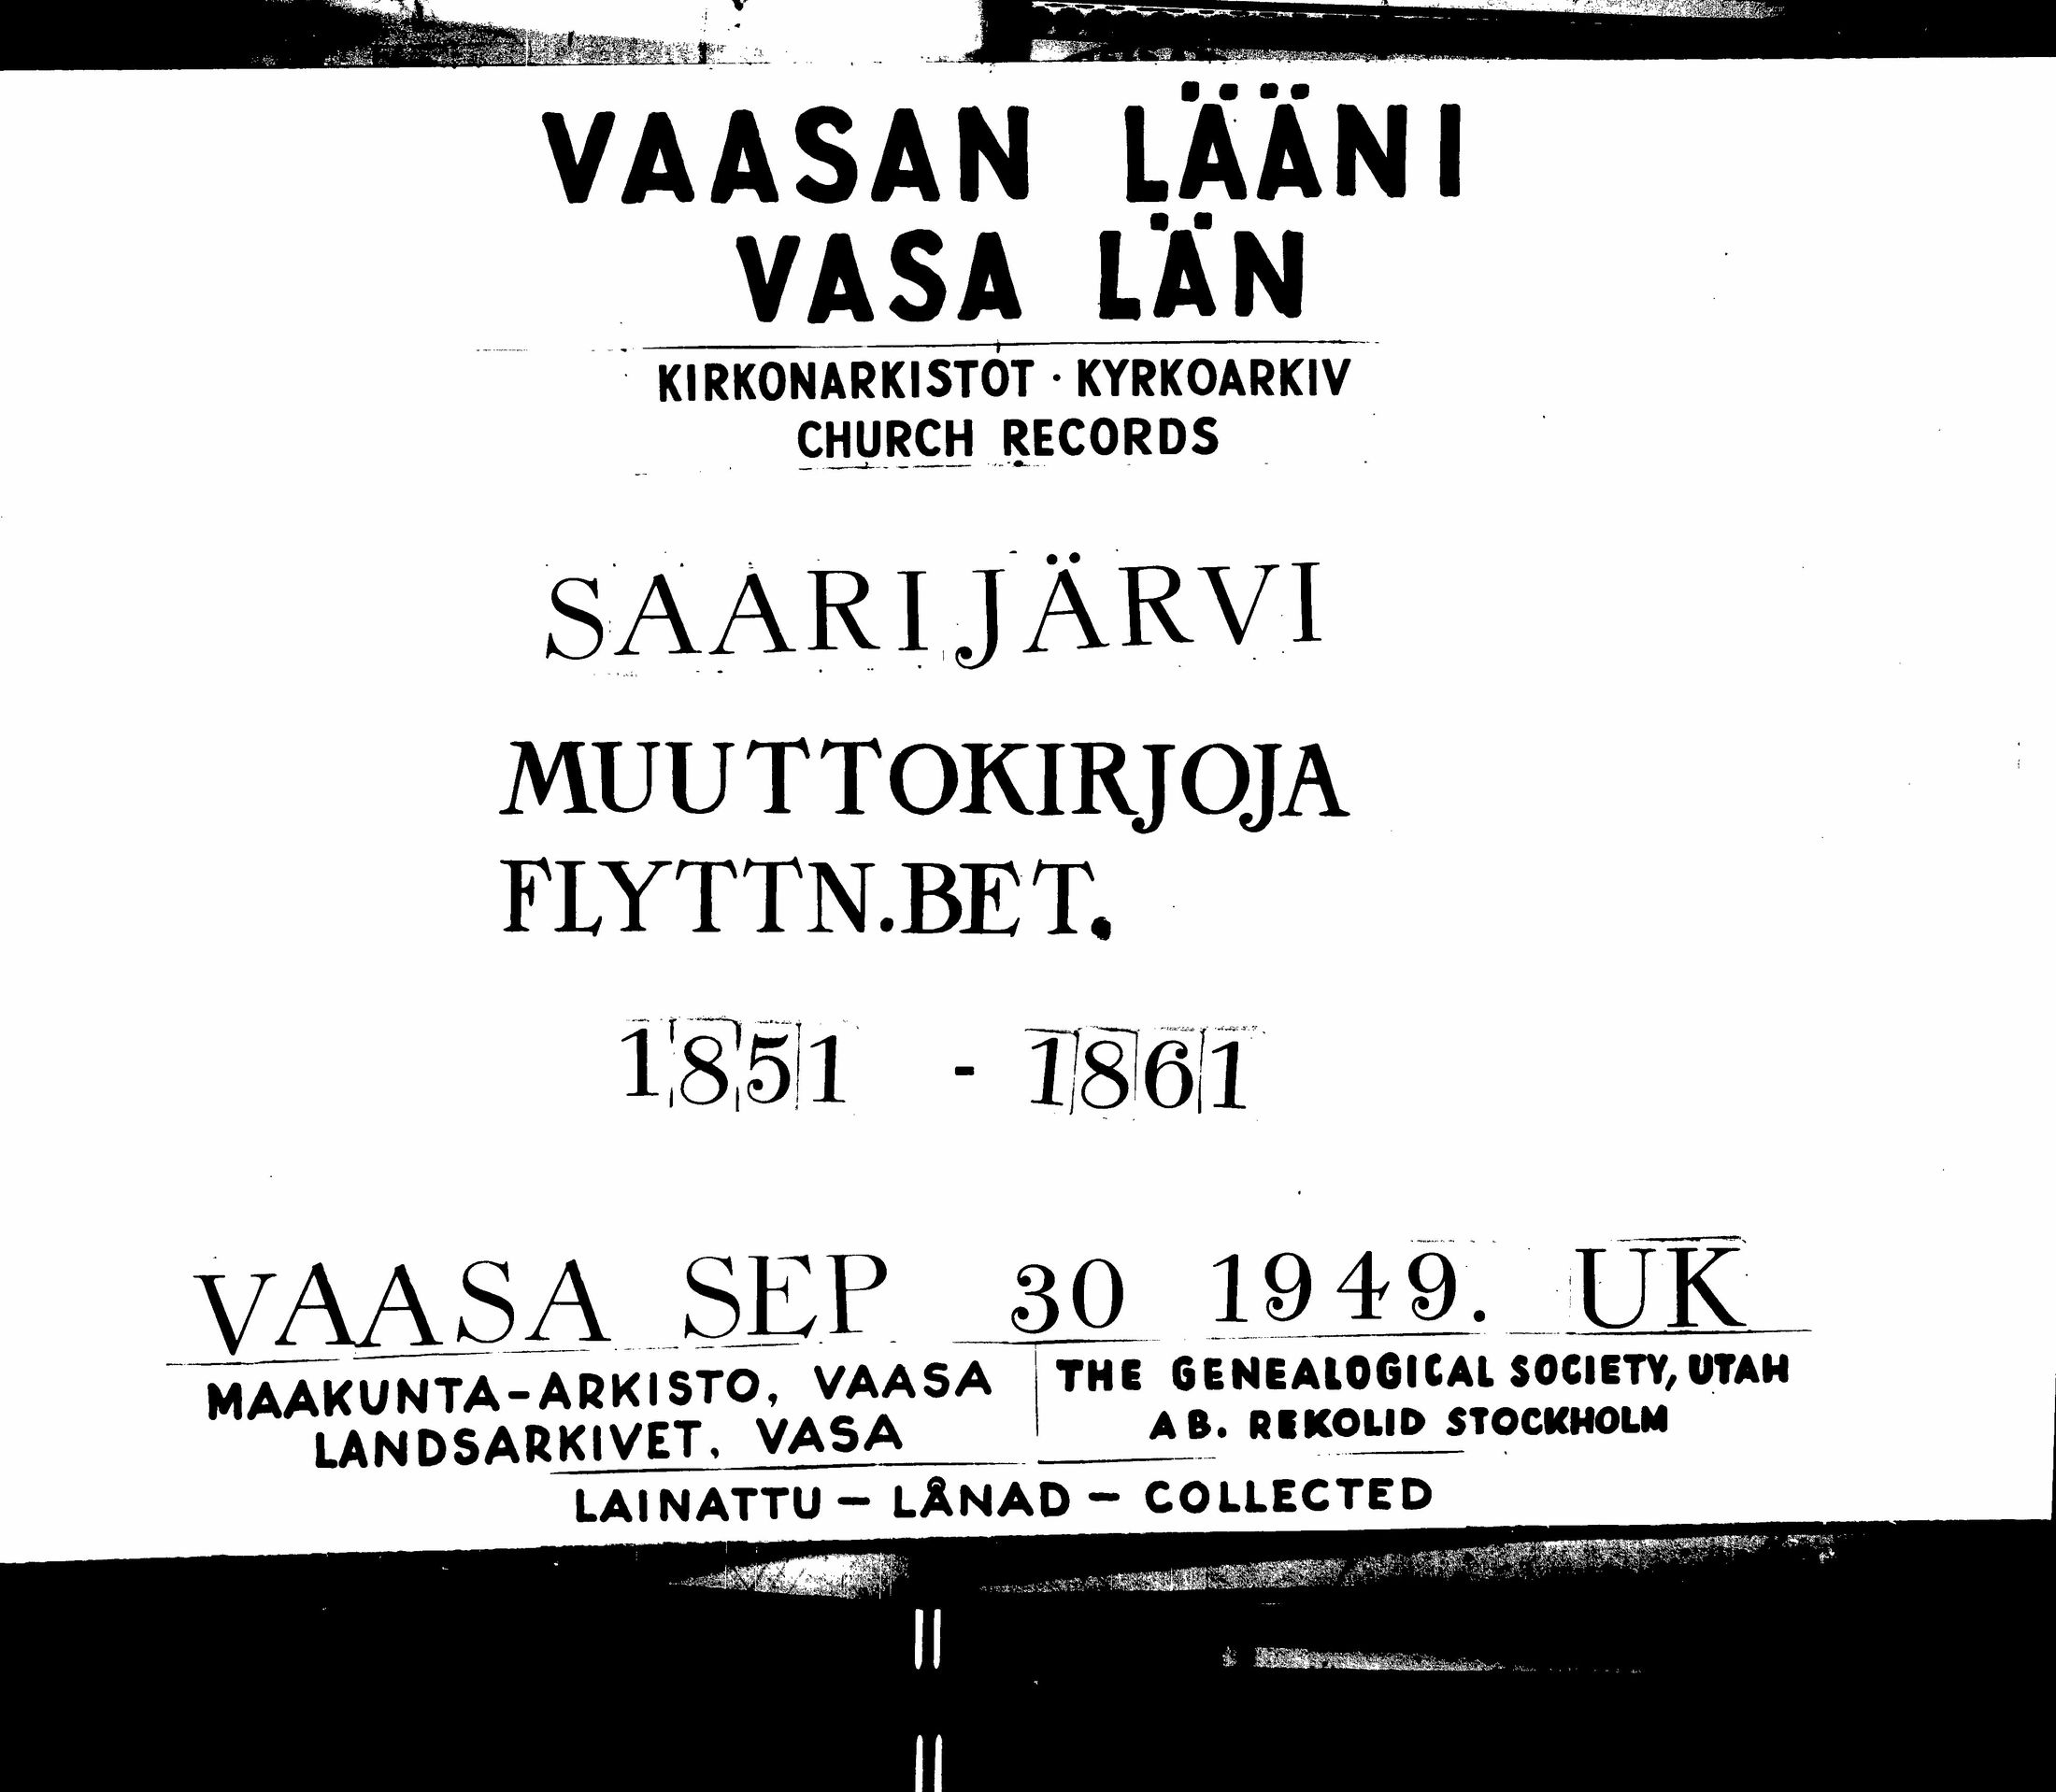 VAASAN LÄÄNI
VASA LÄN
KIRKONARKISTOT · KYRKOARKIV
CHURCH RECORDS
SAARIJÄRVI
MUUTTOKIRJOJA
FLYTTN.BET.
1851 - 1861
VAASA SEP 30 1949. UK
MAAKUNTA-ARKISTO, VAASA
LANDSARKIVET, VASA
THE GENEALOGICAL SOCIETY, UTAH
AB. REKOLID STOCKHOLM
LAINATTU — LÅNAD — COLLECTED